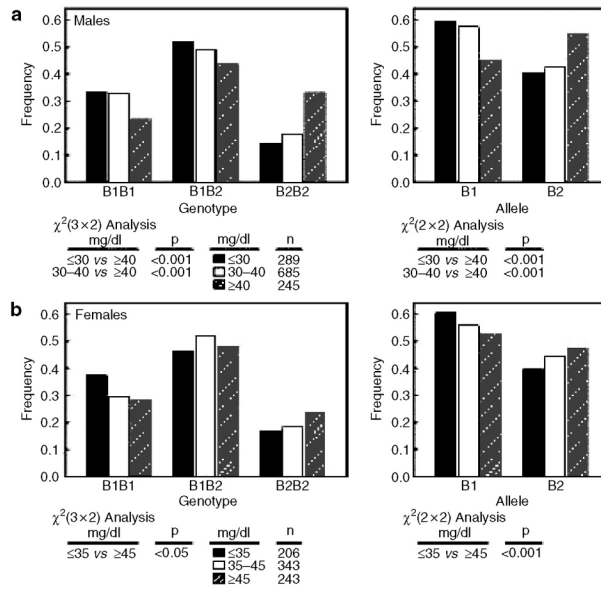 a
Males
Frequency
0.6
0.5
0.4
0.3
0.2
0.1
0.0
B1B1 B1B2 B2B2
Genotype
0.6
0.5
0.4
0.3
0.2
0.1
0.0
B1 B2
Allele
χ²(3×2) Analysis
mg/dl p mg/dl n
≤30 vs ≥40 <0.001 ≤30 289
30–40 vs ≥40 <0.001 30–40 685
≥40 245
χ²(2×2) Analysis
mg/dl p
≤30 vs ≥40 <0.001
30–40 vs ≥40 <0.001
b
Females
Frequency
0.6
0.5
0.4
0.3
0.2
0.1
0.0
B1B1 B1B2 B2B2
Genotype
Frequency
0.6
0.5
0.4
0.3
0.2
0.1
0.0
B1 B2
Allele
χ²(3×2) Analysis
mg/dl p mg/dl n
≤35 vs ≥45 <0.05 ≤35 206
35–45 343
≥45 243
χ²(2×2) Analysis
mg/dl p
≤35 vs ≥45 <0.001